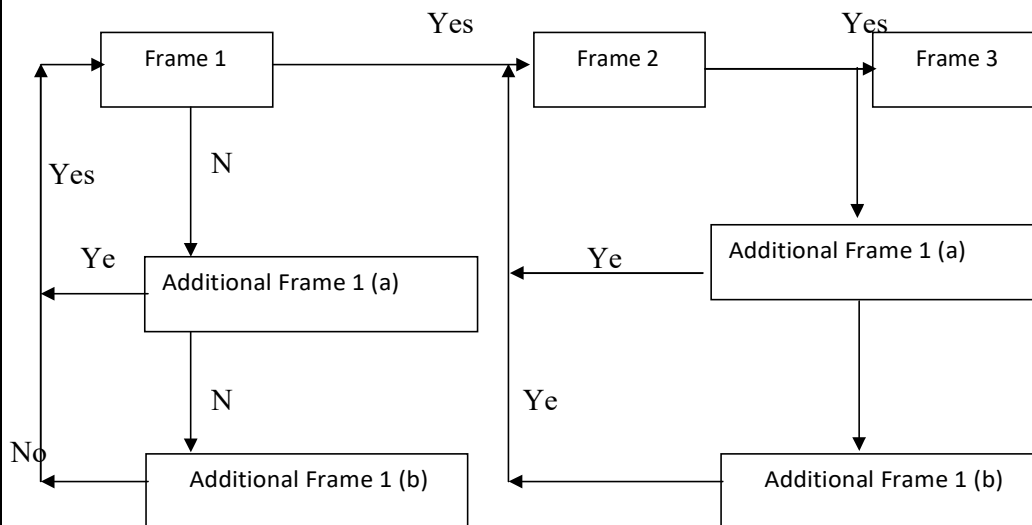 Yes
Yes
Frame 1
Frame 2
Frame 3
N
Yes
Ye
Additional Frame 1 (a)
Ye
Additional Frame 1 (a)
N
Ye
No
Additional Frame 1 (b)
Additional Frame 1 (b)